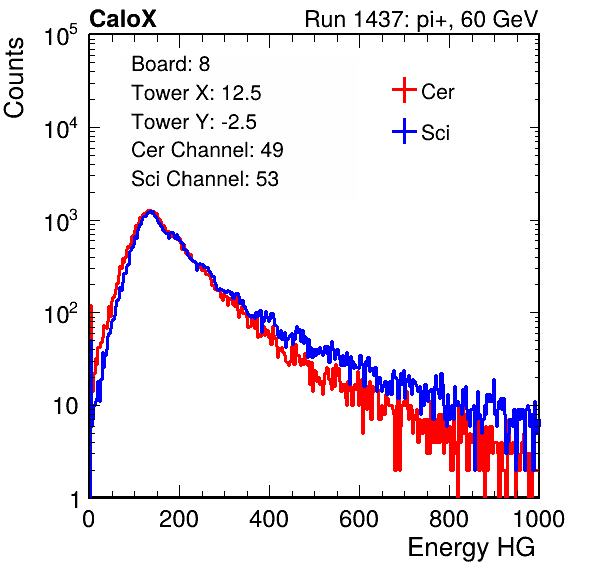 CaloX Run 1437: pi+, 60 GeV
Counts
Board: 8
Tower X: 12.5
Tower Y: -2.5
Cer Channel: 49
Sci Channel: 53
Cer
Sci
10^5
10^4
10^3
10^2
10
1
0 200 400 600 800 1000
Energy HG